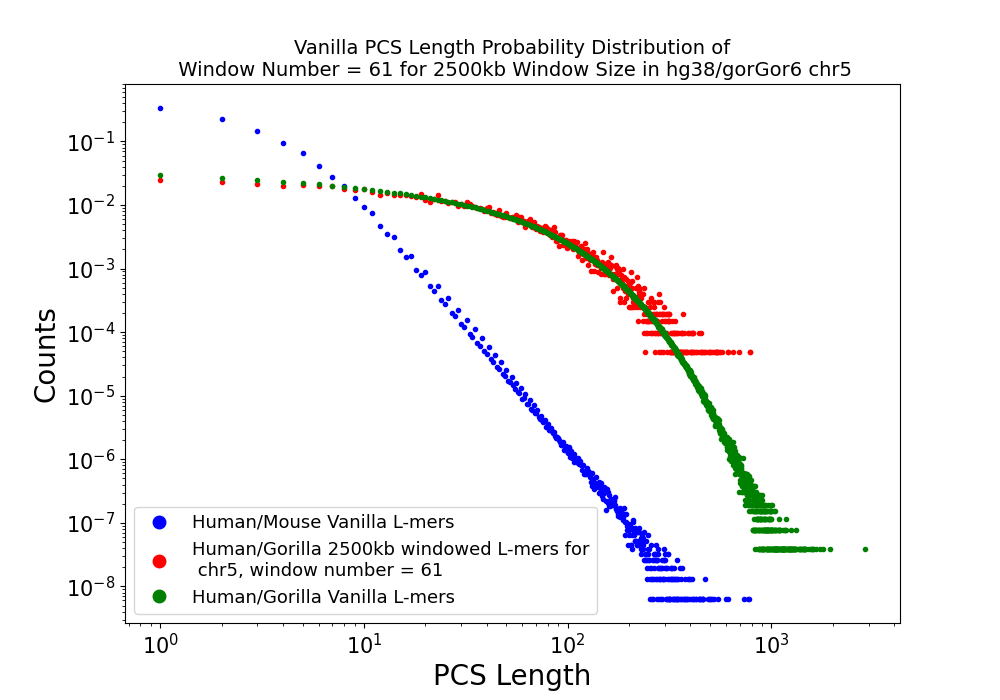 Vanilla PCS Length Probability Distribution of
Window Number = 61 for 2500kb Window Size in hg38/gorGor6 chr5
Counts
10⁻¹
10⁻²
10⁻³
10⁻⁴
10⁻⁵
10⁻⁶
10⁻⁷
10⁻⁸
Human/Mouse Vanilla L-mers
Human/Gorilla 2500kb windowed L-mers for
chr5, window number = 61
Human/Gorilla Vanilla L-mers
10⁰ 10¹ 10² 10³
PCS Length